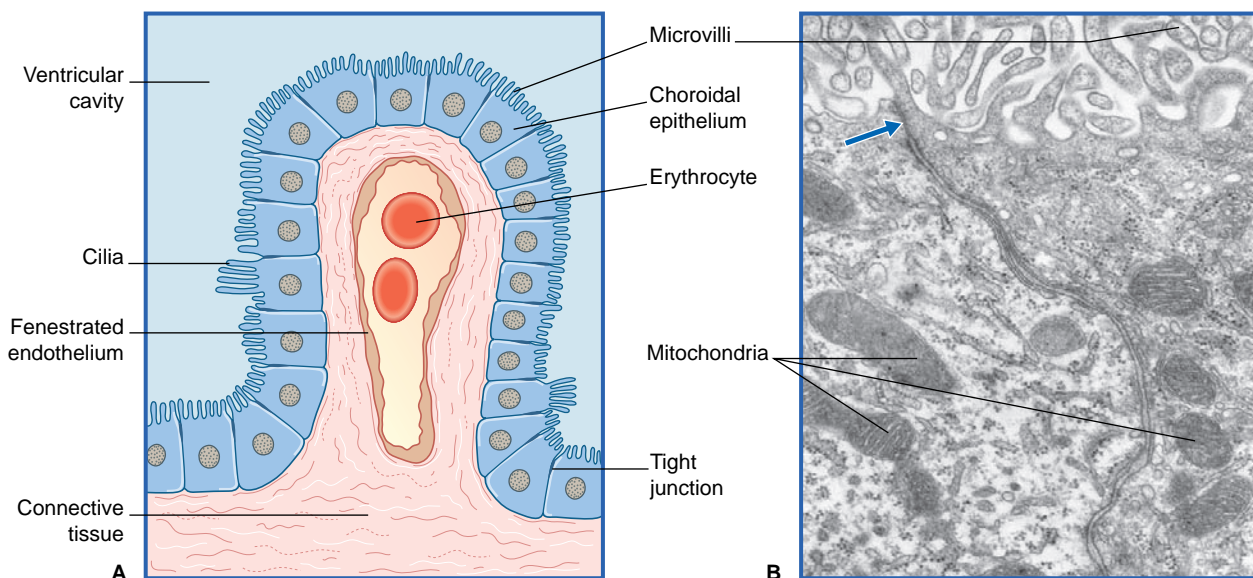 Ventricular
cavity
Cilia
Fenestrated
endothelium
Connective
tissue
A
Microvilli
Choroidal
epithelium
Erythrocyte
Mitochondria
Tight
junction
B